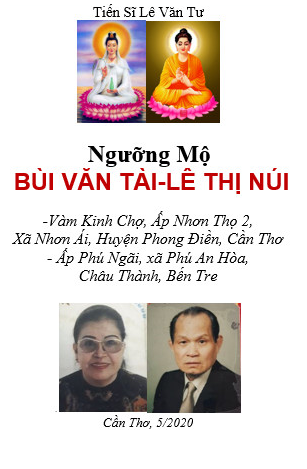 Tiến Sĩ Lê Văn Tư
Ngưỡng Mộ
BÙI VĂN TÀI-LÊ THỊ NÚI
-Vàm Kinh Chợ, Ấp Nhơn Thọ 2,
Xã Nhơn Ái, Huyện Phong Điền, Cần Thơ
- Ấp Phú Ngãi, xã Phú An Hòa,
Châu Thành, Bến Tre
Cần Thơ, 5/2020